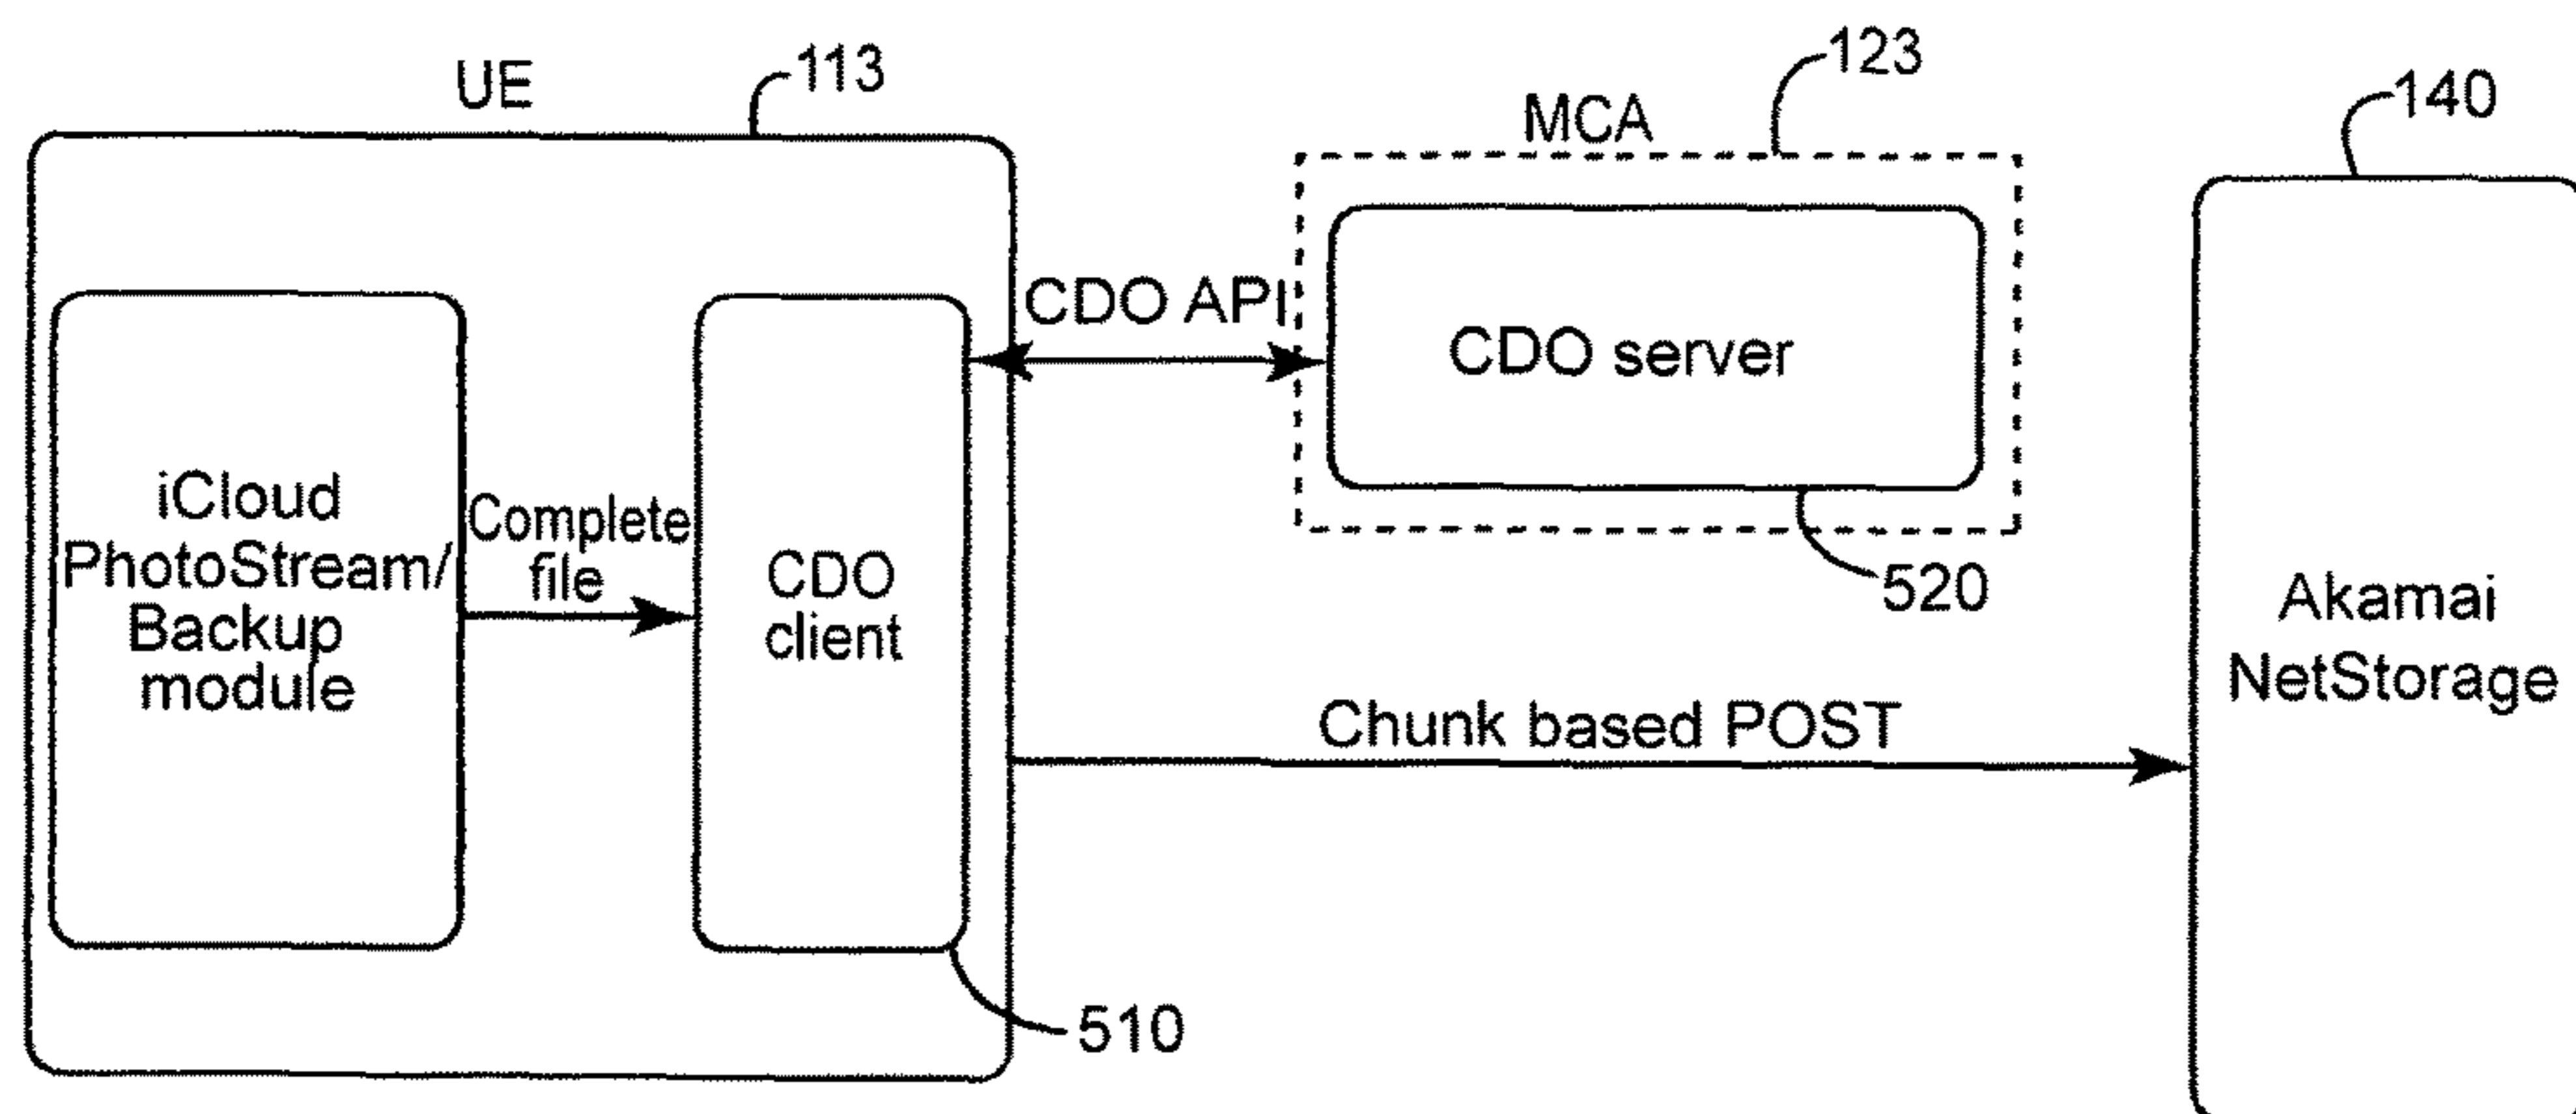 UE
113
MCA
123
140
iCloud
PhotoStream/
Backup
module
Complete
file
CDO
client
510
CDO API
CDO server
520
Chunk based POST
Akamai
NetStorage